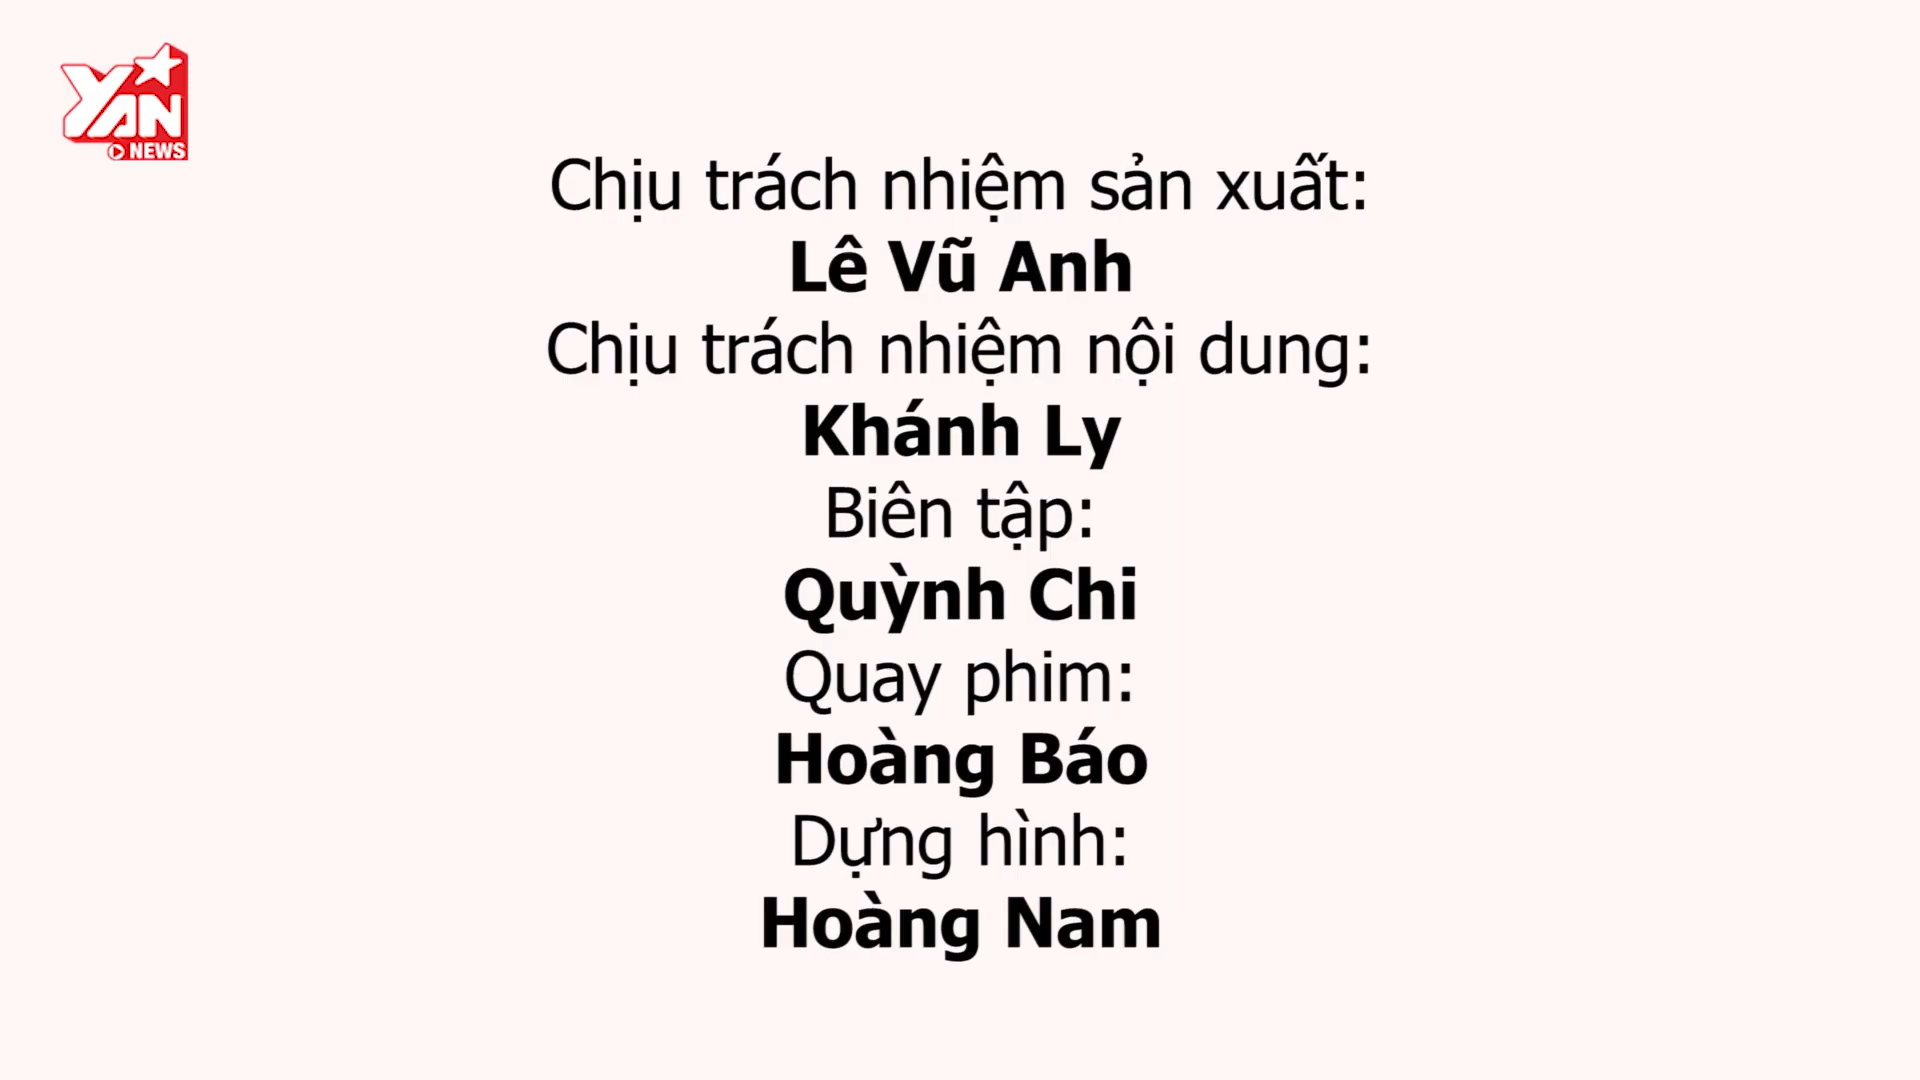 YAN
NEWS
Chịu trách nhiệm sản xuất:
Lê Vũ Anh
Chịu trách nhiệm nội dung:
Khánh Ly
Biên tập:
Quỳnh Chi
Quay phim:
Hoàng Báo
Dựng hình:
Hoàng Nam